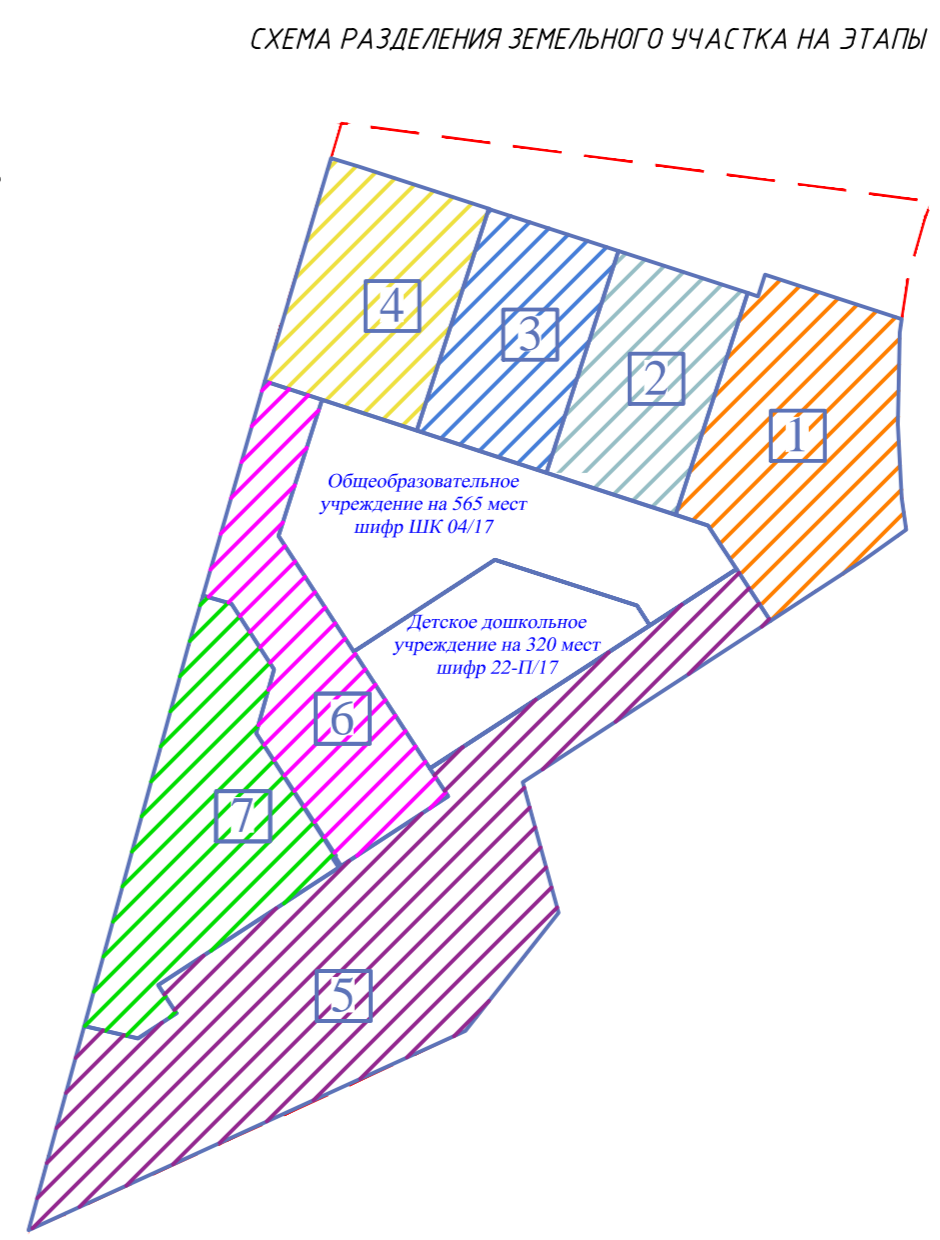 СХЕМА РАЗДЕЛЕНИЯ ЗЕМЕЛЬНОГО УЧАСТКА НА ЭТАПЫ
4
3
2
1
Общеобразовательное
учреждение на 565 мест
шифр ШК 04/17
Детское дошкольное
учреждение на 320 мест
шифр 22-П/17
6
7
5